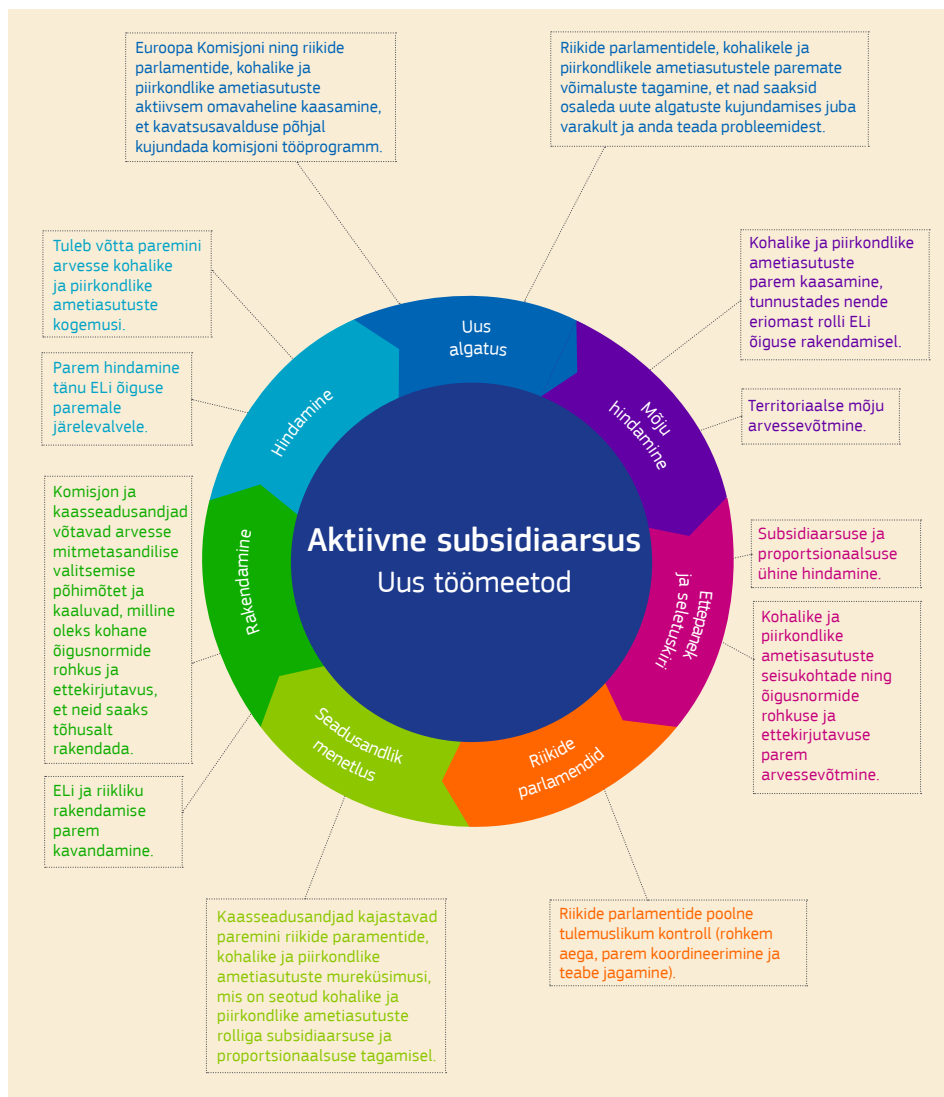 Euroopa Komisjoni ning riikide
parlamentide, kohalike ja
piirkondlike ametiasutuste
aktiivsem omavaheline kaasamine,
et kavatsusavalduse põhjal
kujundada komisjoni tööprogramm.
Riikide parlamentidele, kohalikele ja
piirkondlikele ametiasutustele paremate
võimaluste tagamine, et nad saaksid
osaleda uute algatuste kujundamises juba
varakult ja anda teada probleemidest.
Tuleb võtta paremini
arvesse kohalike
ja piirkondlike
ametiasutuste
kogemusi.
Kohalike ja piirkondlike
ametiasutuste
parem kaasamine,
tunnustades nende
eriomast rolli ELi
õiguse rakendamisel.
Parem hindamine
tänu ELi õiguse
paremale
järelevalvele.
Territoriaalse mõju
arvessevõtmine.
Uus
algatus
Mõju
hindamine
Hindamine
Aktiivne subsidiaarsus
Uus töömeetod
Rakendamine
Ettepanek
ja seletuskiri
Seadusandlik
menetlus
Riikide
parlamendid
Komisjon ja
kaasseadusandjad
võtavad arvesse
mitmetasandilise
valitsemise
põhimõtet ja
kaaluvad, milline
oleks kohane
õigusnormide
rohkus ja
ettekirjutavus,
et neid saaks
tõhusalt
rakendada.
Subsidiaarsuse ja
proportsionaalsuse
ühine hindamine.
Kohalike ja
piirkondlike
ametisasutuste
seisukohtade ning
õigusnormide
rohkuse ja
ettekirjutavuse
parem
arvessevõtmine.
ELi ja riikliku
rakendamise
parem
kavandamine.
Kaasseadusandjad kajastavad
paremini riikide paramentide,
kohalike ja piirkondlike
ametiasutuste mureküsimusi,
mis on seotud kohalike ja
piirkondlike ametiasutuste
rolliga subsidiaarsuse ja
proportsionaalsuse tagamisel.
Riikide parlamentide poolne
tulemuslikum kontroll (rohkem
aega, parem koordineerimine ja
teabe jagamine).